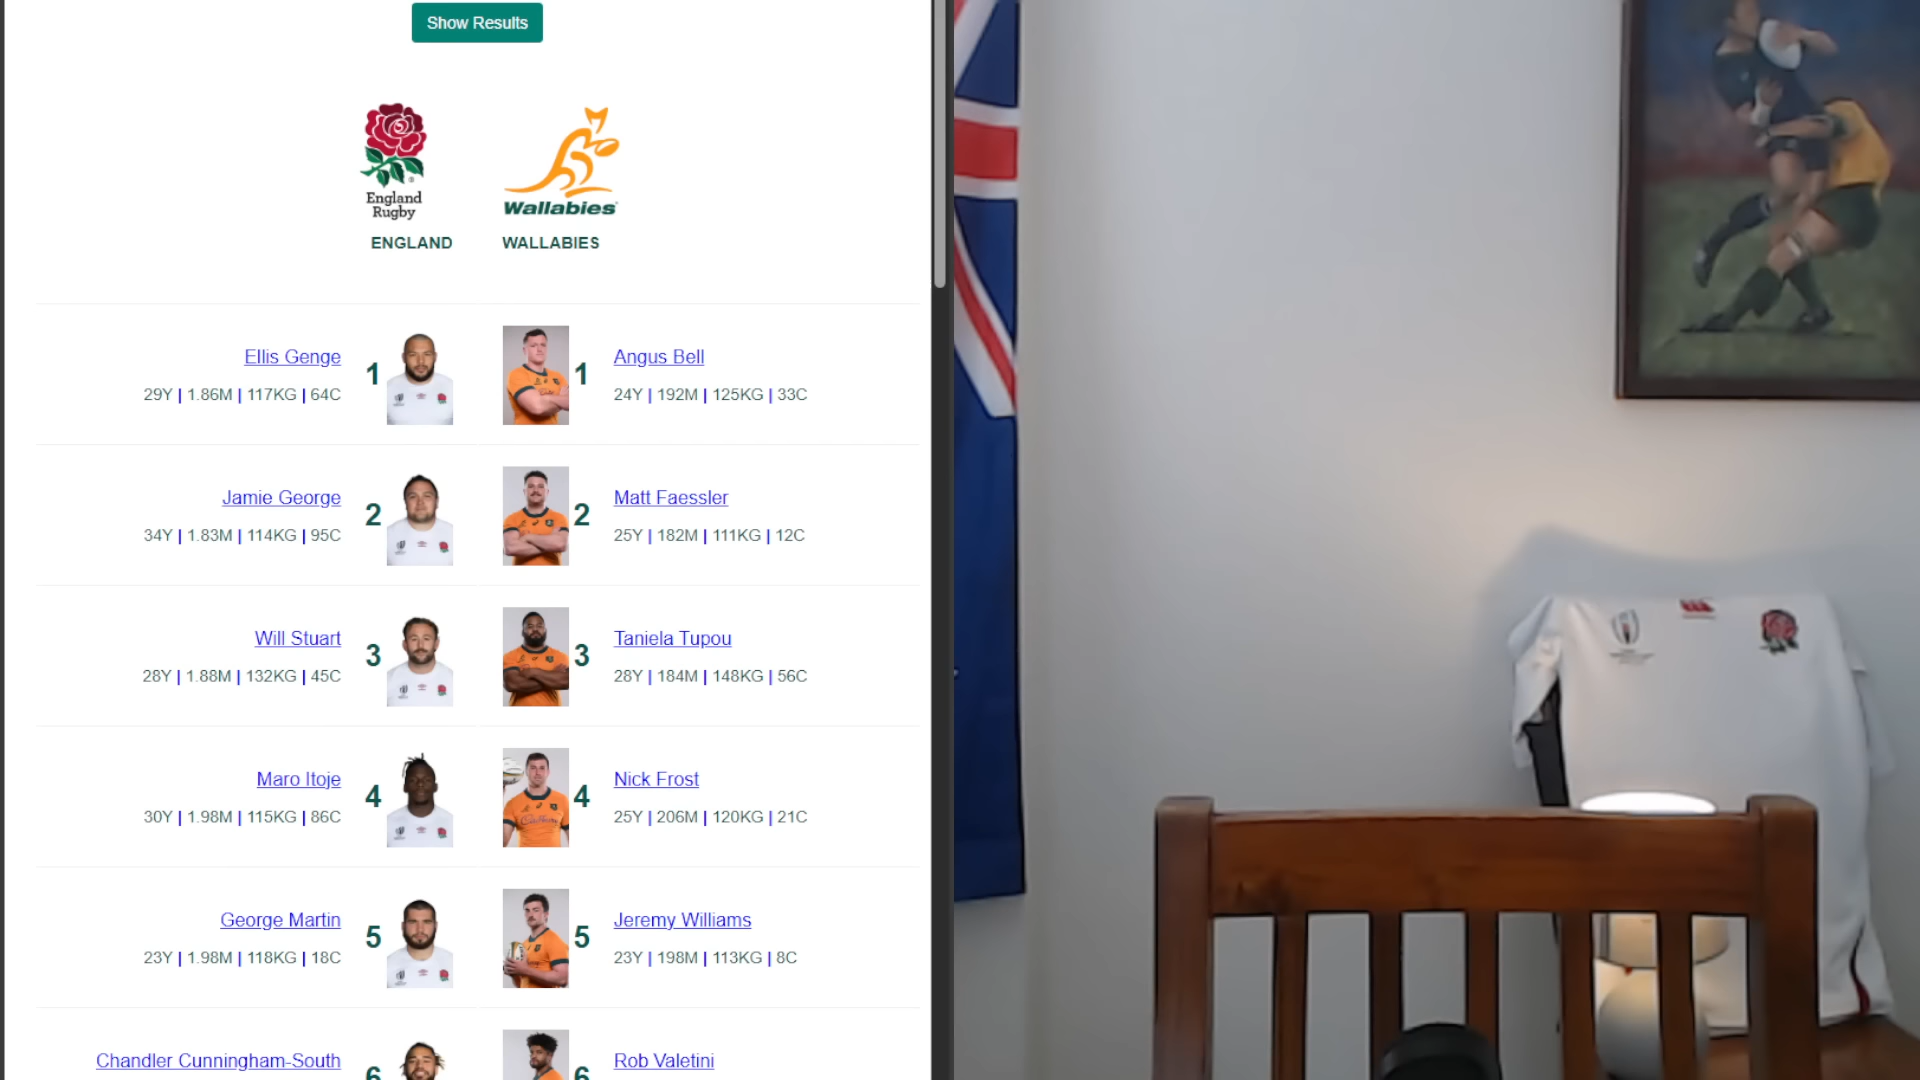 Show Results
England
Rugby
Wallabies
ENGLAND
WALLABIES
Ellis Genge
29Y | 1.86M | 117KG | 64C
1
1
Angus Bell
24Y | 192M | 125KG | 33C
Jamie George
34Y | 1.83M | 114KG | 95C
2
2
Matt Faessler
25Y | 182M | 111KG | 12C
Will Stuart
28Y | 1.88M | 132KG | 45C
3
3
Taniela Tupou
28Y | 184M | 148KG | 56C
Maro Itoje
30Y | 1.98M | 115KG | 86C
4
4
Nick Frost
25Y | 206M | 120KG | 21C
George Martin
23Y | 1.98M | 118KG | 18C
5
5
Jeremy Williams
23Y | 198M | 113KG | 8C
Chandler Cunningham-South
6
6
Rob Valetini